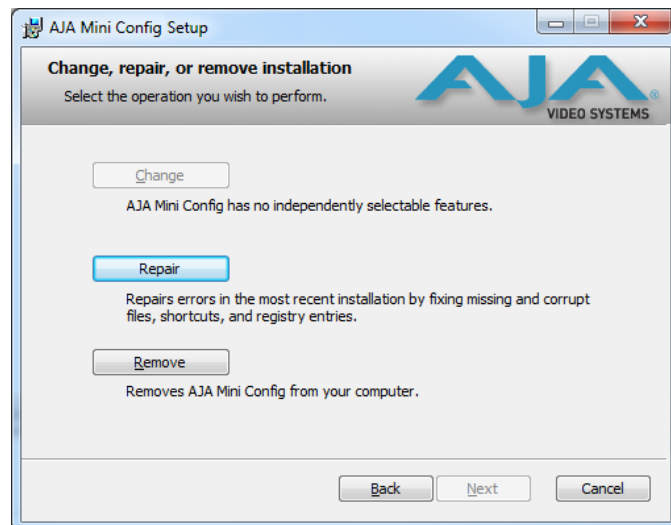 AJA Mini Config Setup
Change, repair, or remove installation
Select the operation you wish to perform.
AJA
®
VIDEO SYSTEMS
Change
AJA Mini Config has no independently selectable features.
Repair
Repairs errors in the most recent installation by fixing missing and corrupt
files, shortcuts, and registry entries.
Remove
Removes AJA Mini Config from your computer.
Back
Next
Cancel